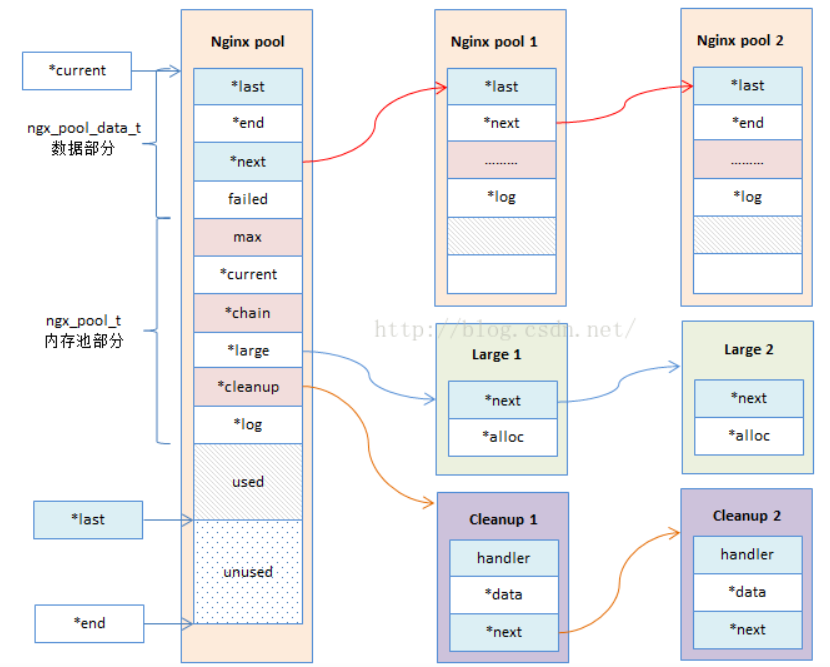 *current
ngx_pool_data_t
数据部分
ngx_pool_t
内存池部分
*last
*end
Nginx pool
*last
*end
*next
failed
max
*current
*chain
*large
*cleanup
*log
used
unused
Nginx pool 1
*last
*next
.........
*log
Nginx pool 2
*last
*end
.........
*log
http://blog.csdn.net/
Large 1
*next
*alloc
Large 2
*next
*alloc
Cleanup 1
handler
*data
*next
Cleanup 2
handler
*data
*next